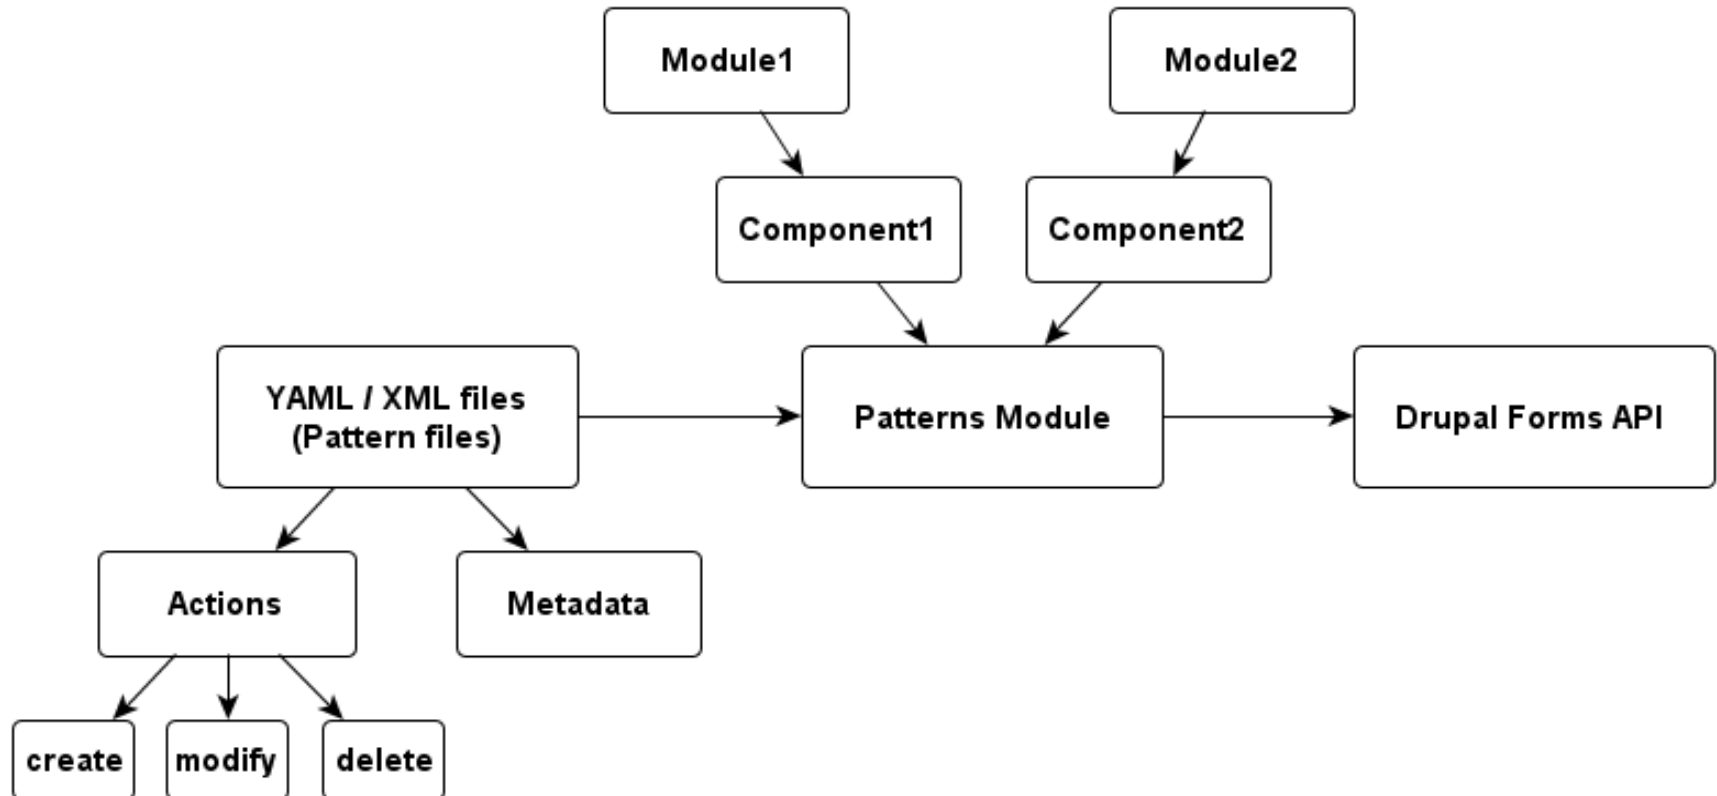 Module1
Module2
Component1
Component2
YAML / XML files
(Pattern files)
Patterns Module
Drupal Forms API
Actions
Metadata
create
modify
delete